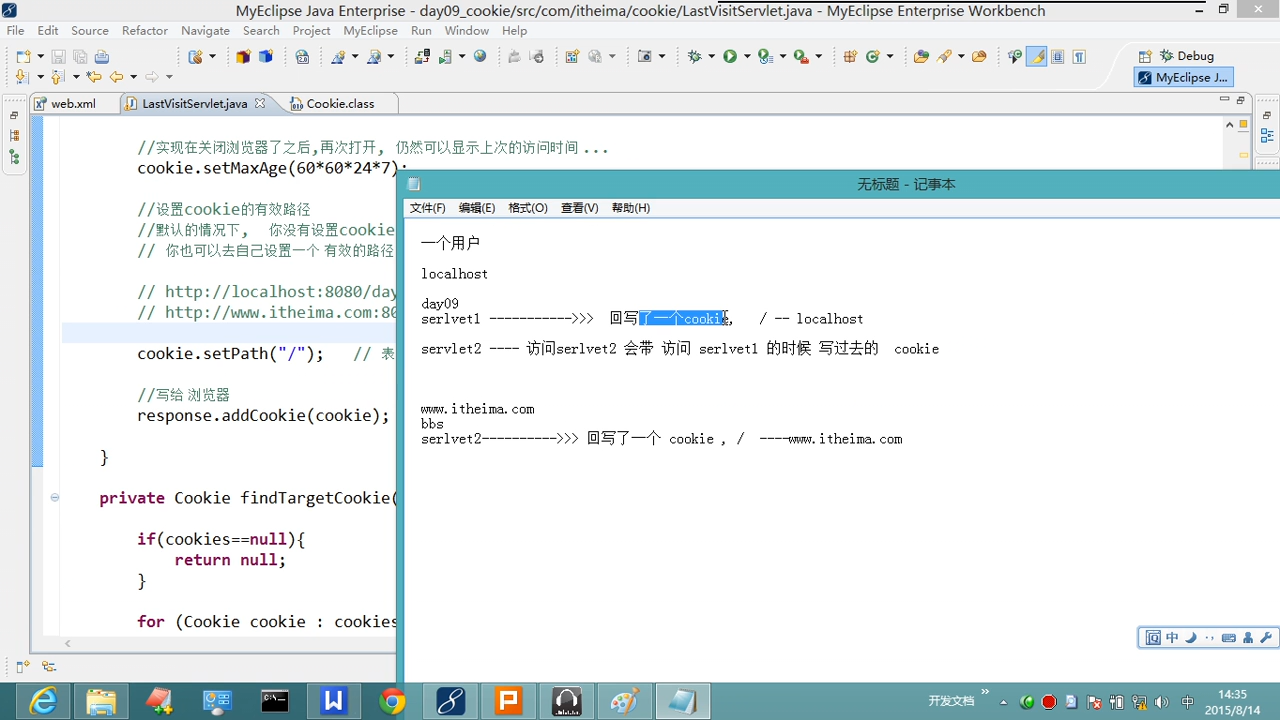 MyEclipse Java Enterprise - day09_cookie/src/com/itheima/cookie/LastVisitServlet.java - MyEclipse Enterprise Workbench
File Edit Source Refactor Navigate Search Project MyEclipse Run Window Help
Debug
MyEclipse J...
web.xml LastVisitServlet.java Cookie.class
//实现在关闭浏览器了之后,再次打开, 仍然可以显示上次的访问时间 ...
cookie.setMaxAge(60*60*24*7);
//设置cookie的有效路径
//默认的情况下, 你没有设置cookie
// 你也可以去自己设置一个 有效的路径
// http://localhost:8080/day
// http://www.itheima.com:80
cookie.setPath("/"); // 表
//写给 浏览器
response.addCookie(cookie);
}
private Cookie findTargetCookie(
if(cookies==null){
return null;
}
for (Cookie cookie : cookies
无标题 - 记事本
文件(F) 编辑(E) 格式(O) 查看(V) 帮助(H)
一个用户
localhost
day09
serlvet1 ----------->>> 回写了一个cookie, / -- localhost
servlet2 ---- 访问serlvet2 会带 访问 serlvet1 的时候 写过去的 cookie
www.itheima.com
bbs
serlvet2---------->>> 回写了一个 cookie , / ----www.itheima.com
中
开发文档
中
14:35
2015/8/14